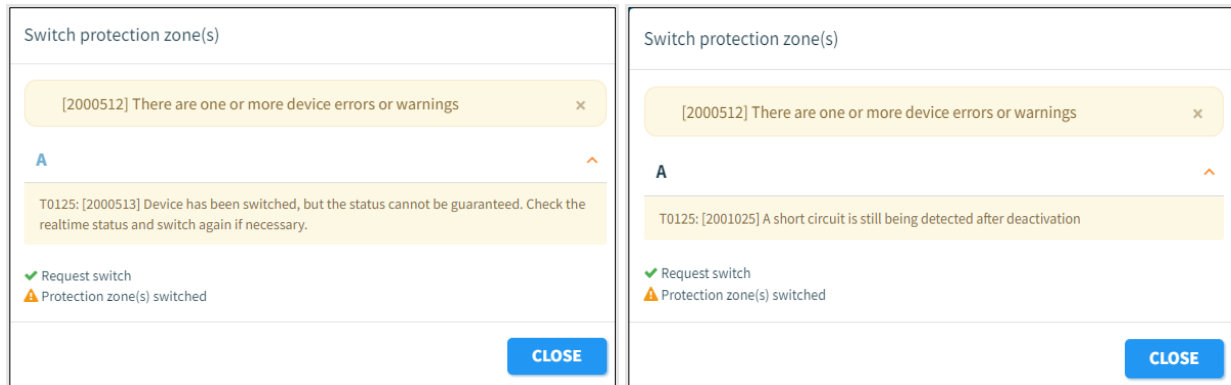 Switch protection zone(s)
[2000512] There are one or more device errors or warnings ×
A
T0125: [2000513] Device has been switched, but the status cannot be guaranteed. Check the
realtime status and switch again if necessary.
Request switch
Protection zone(s) switched
CLOSE
Switch protection zone(s)
[2000512] There are one or more device errors or warnings ×
A
T0125: [2001025] A short circuit is still being detected after deactivation
Request switch
Protection zone(s) switched
CLOSE